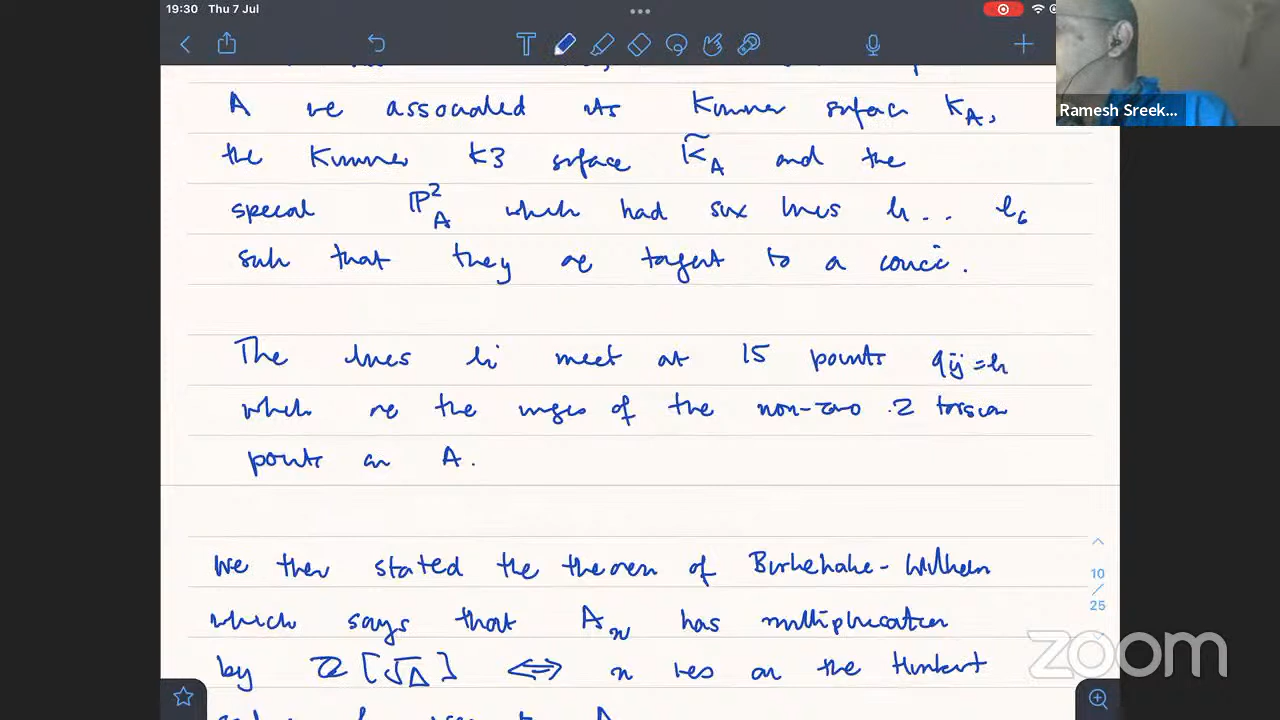 19:30 Thu 7 Jul
Ramesh Sreek...
A we associated its Kummer surface K_A,
the Kummer K3 surface K̃_A and the
special ℙ²_A which had six lines l1 .. l6
such that they are tangent to a conic.
The lines li meet at 15 points qij = li
which are the images of the non-zero 2 torsion
points on A.
We then stated the theorem of Birkenhake - Wilhelm
which says that A_x has multiplication
by ℤ[√Δ] ⟺ x lies on the Humbert
10
/
25
zoom